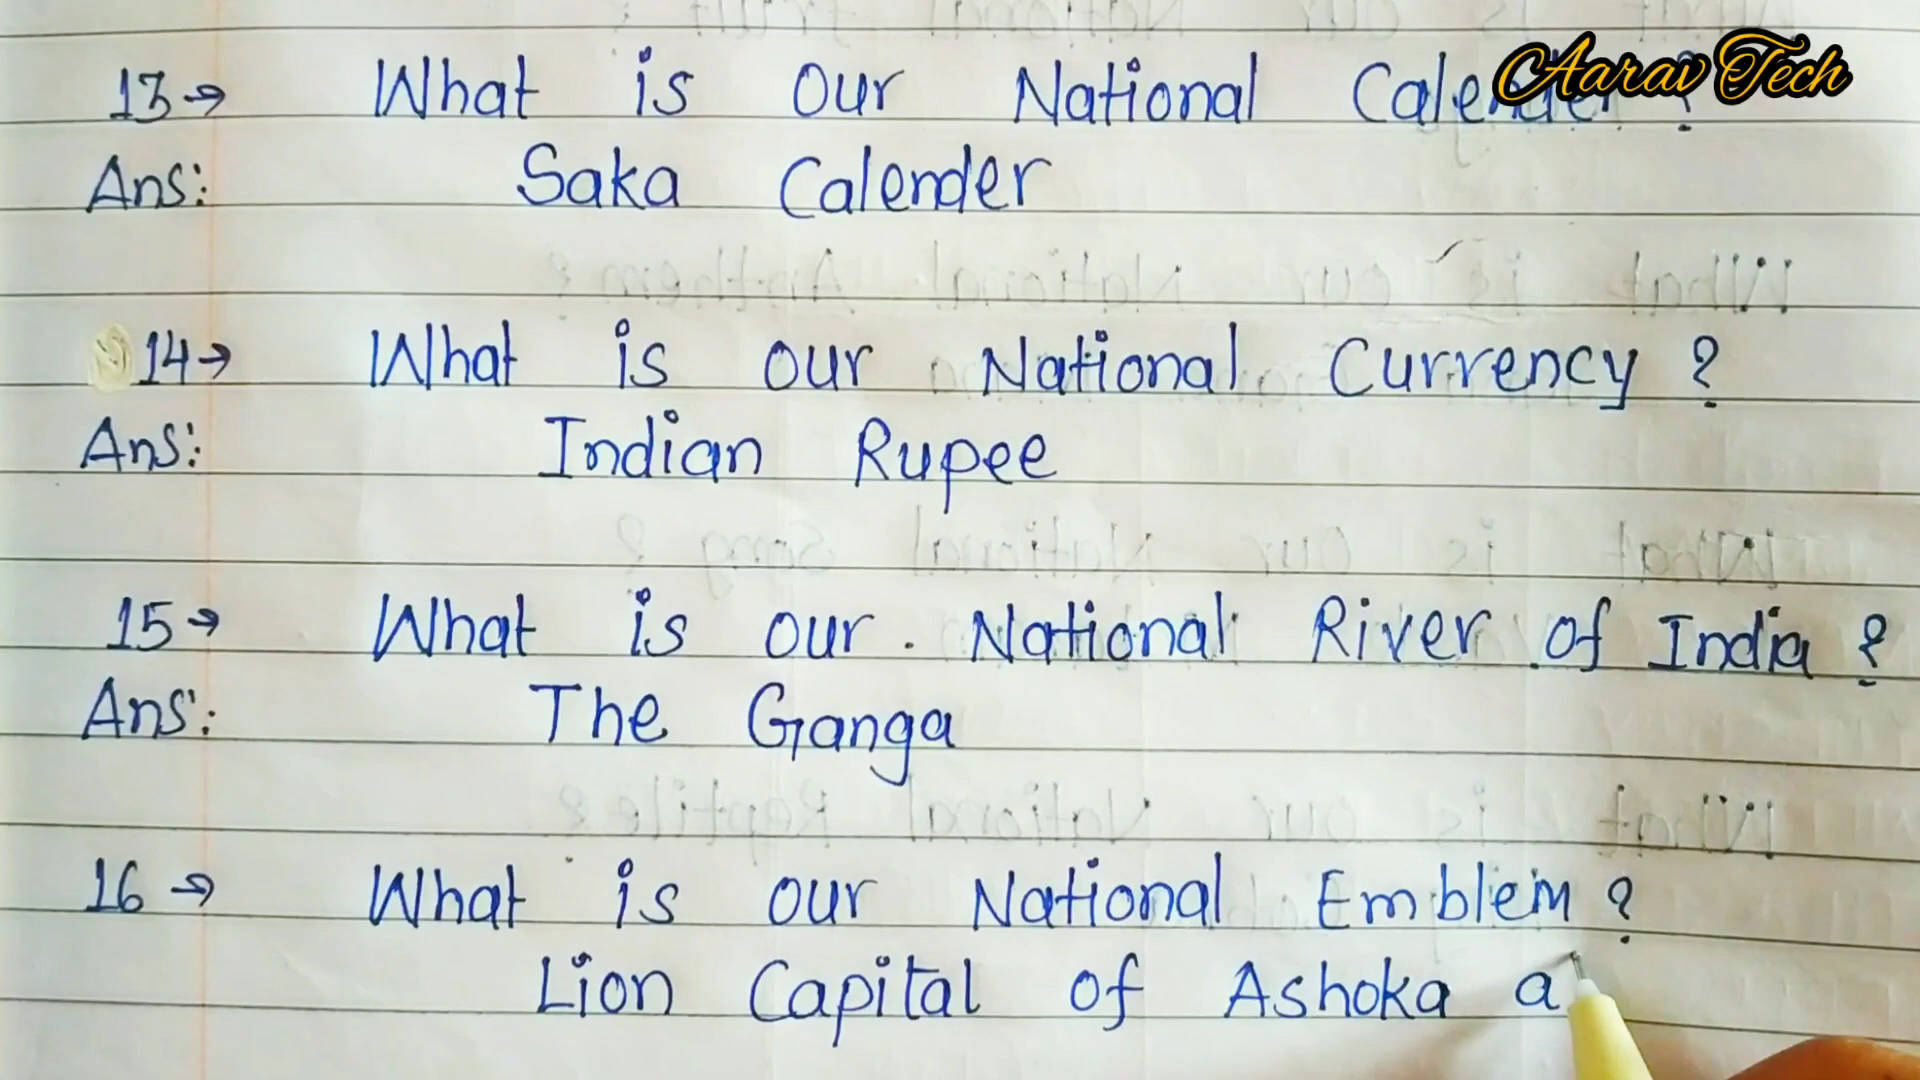 Aarav Tech
13→ What is our National Calender ?
Ans: Saka Calender
14→ What is our National Currency ?
Ans: Indian Rupee
15→ What is our . National River of India ?
Ans: The Ganga
16→ What is our National Emblem ?
Lion Capital of Ashoka a